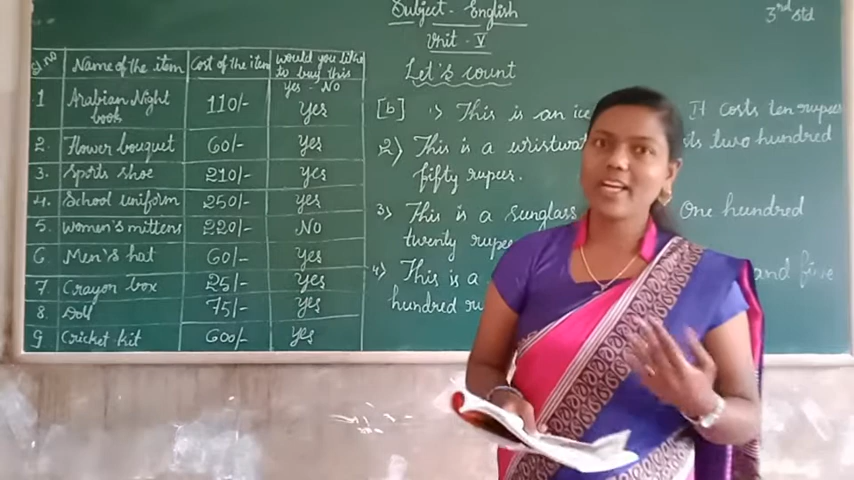 Subject - English
3rd std
Unit - V
Let's count
Sl no Name of the item Cost of the item would you like to buy this yes - No
1 Arabian Night book 110/- Yes
2. Flower bouquet 60/- Yes
3. Sports shoe 210/- Yes
4. School uniform 250/- Yes
5. Women's mittens 220/- No
6. Men's hat 60/- Yes
7 Crayon box 25/- Yes
8. Doll 75/- Yes
9 Cricket kit 600/- Yes
[b] 1) This is an ice It costs ten rupees
2) This is a wristwat two hundred
fifty rupees.
3) This is a sunglass One hundred
twenty rupe
4) This is a and five
hundred ru